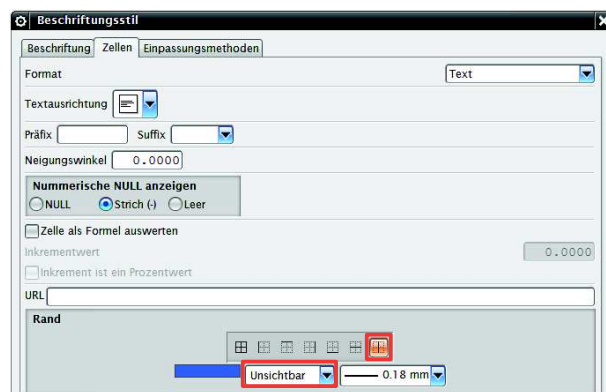 Beschriftungsstil
Beschriftung Zellen Einpassungsmethoden
Format Text
Textausrichtung
Präfix Suffix
Neigungswinkel 0.0000
Nummerische NULL anzeigen
NULL Strich (-) Leer
Zelle als Formel auswerten
Inkrementwert 0.0000
Inkrement ist ein Prozentwert
URL
Rand
Unsichtbar 0.18 mm